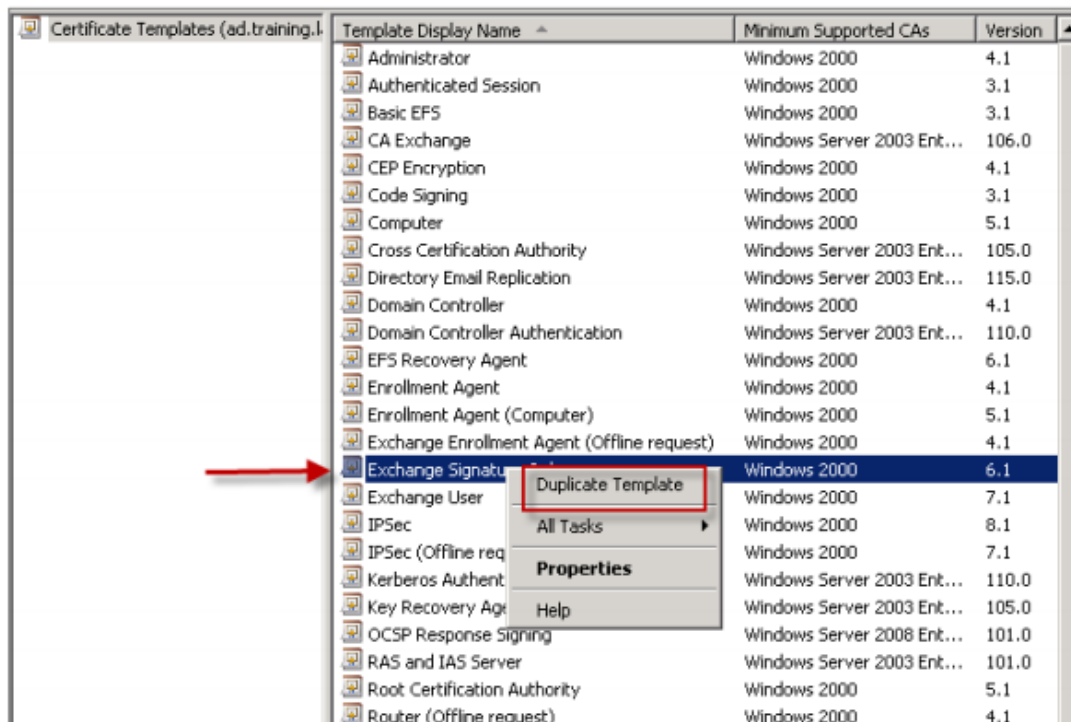 Certificate Templates (ad.training.l
Template Display Name Minimum Supported CAs Version
Administrator Windows 2000 4.1
Authenticated Session Windows 2000 3.1
Basic EFS Windows 2000 3.1
CA Exchange Windows Server 2003 Ent... 106.0
CEP Encryption Windows 2000 4.1
Code Signing Windows 2000 3.1
Computer Windows 2000 5.1
Cross Certification Authority Windows Server 2003 Ent... 105.0
Directory Email Replication Windows Server 2003 Ent... 115.0
Domain Controller Windows 2000 4.1
Domain Controller Authentication Windows Server 2003 Ent... 110.0
EFS Recovery Agent Windows 2000 6.1
Enrollment Agent Windows 2000 4.1
Enrollment Agent (Computer) Windows 2000 5.1
Exchange Enrollment Agent (Offline request) Windows 2000 4.1
Exchange Signatu Windows 2000 6.1
Duplicate Template
Exchange User Windows 2000 7.1
IPSec Windows 2000 8.1
All Tasks
IPSec (Offline req Windows 2000 7.1
Properties
Kerberos Authent Windows Server 2003 Ent... 110.0
Key Recovery Age Windows Server 2003 Ent... 105.0
Help
OCSP Response Signing Windows Server 2008 Ent... 101.0
RAS and IAS Server Windows Server 2003 Ent... 101.0
Root Certification Authority Windows 2000 5.1
Router (Offline request) Windows 2000 4.1